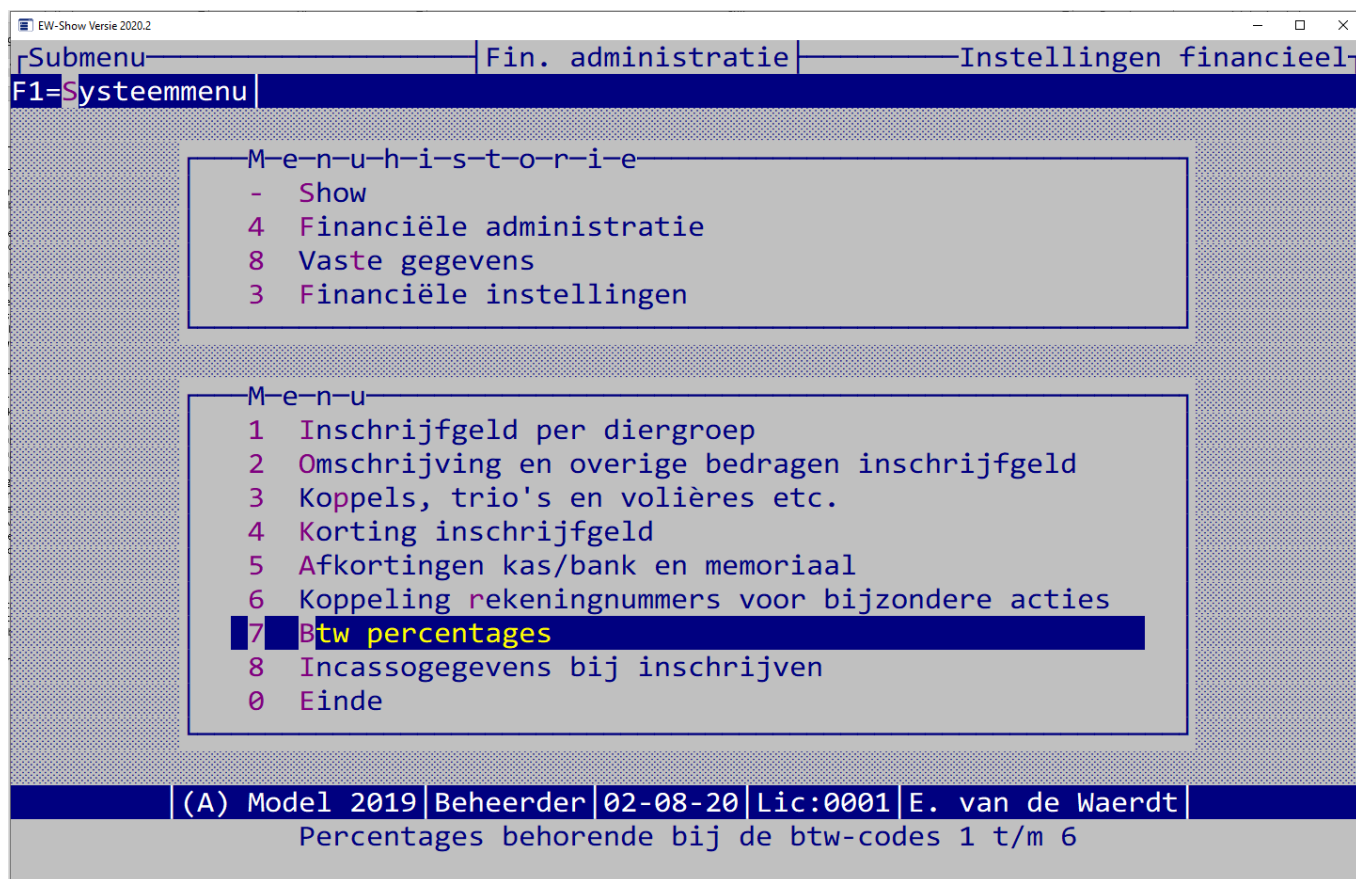 EW-Show Versie 2020.2
Submenu Fin. administratie Instellingen financieel
F1=Systeemmenu
Menuhistorie
- Show
4 Financiële administratie
8 Vaste gegevens
3 Financiële instellingen
Menu
1 Inschrijfgeld per diergroep
2 Omschrijving en overige bedragen inschrijfgeld
3 Koppels, trio's en volières etc.
4 Korting inschrijfgeld
5 Afkortingen kas/bank en memoriaal
6 Koppeling rekeningnummers voor bijzondere acties
7 Btw percentages
8 Incassogegevens bij inschrijven
0 Einde
(A) Model 2019|Beheerder|02-08-20|Lic:0001|E. van de Waerdt
Percentages behorende bij de btw-codes 1 t/m 6